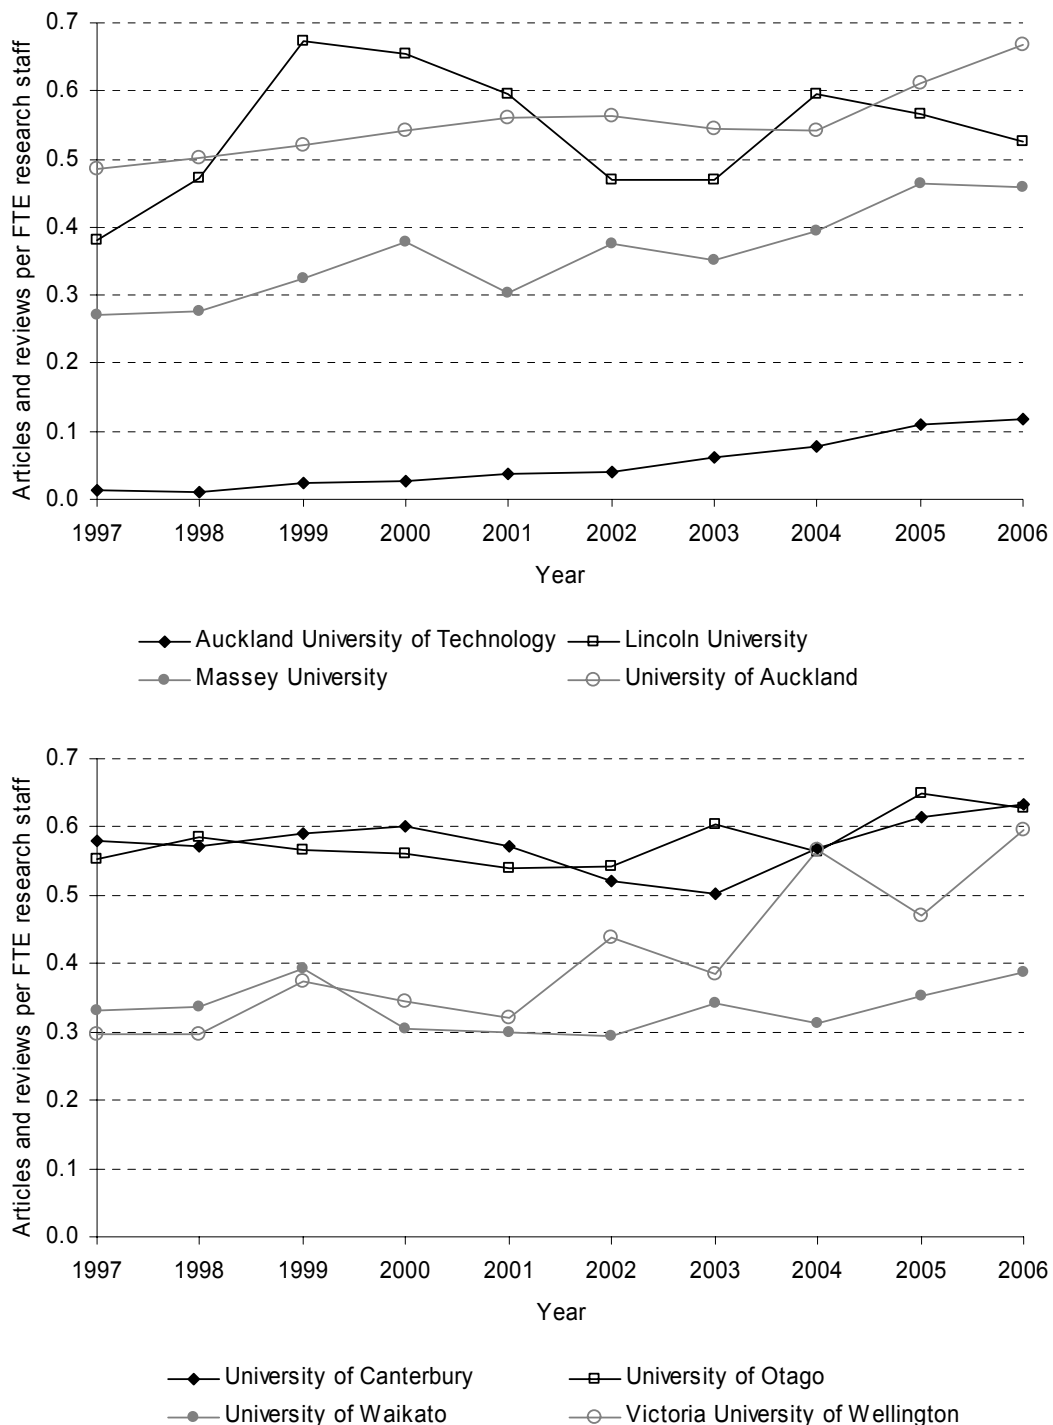 Articles and reviews per FTE research staff
0.7
0.6
0.5
0.4
0.3
0.2
0.1
0.0
1997 1998 1999 2000 2001 2002 2003 2004 2005 2006
Year
Auckland University of Technology Lincoln University
Massey University University of Auckland
Articles and reviews per FTE research staff
0.7
0.6
0.5
0.4
0.3
0.2
0.1
0.0
1997 1998 1999 2000 2001 2002 2003 2004 2005 2006
Year
University of Canterbury University of Otago
University of Waikato Victoria University of Wellington